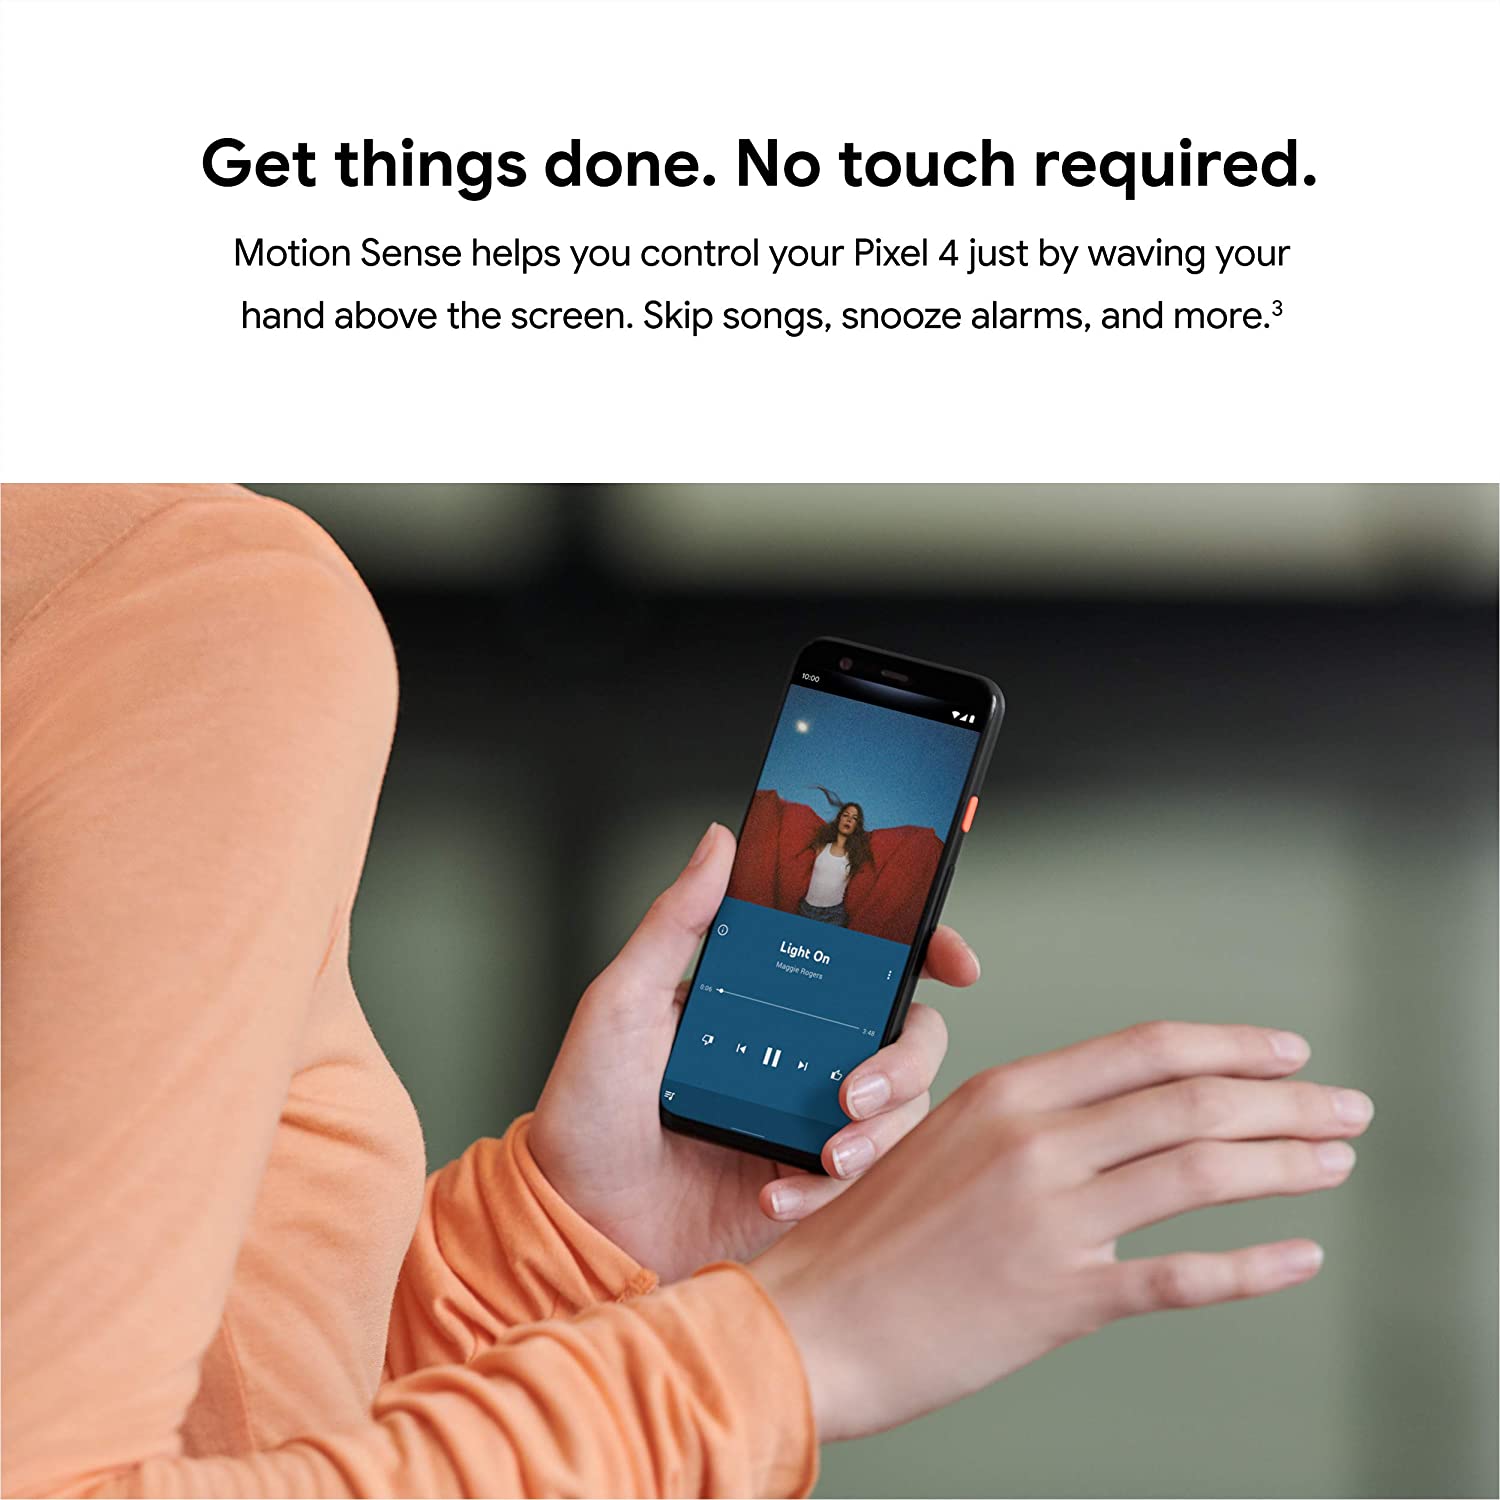 Get things done. No touch required.
Motion Sense helps you control your Pixel 4 just by waving your
hand above the screen. Skip songs, snooze alarms, and more.³
10:00
Light On
Maggie Rogers
0:06
3:48